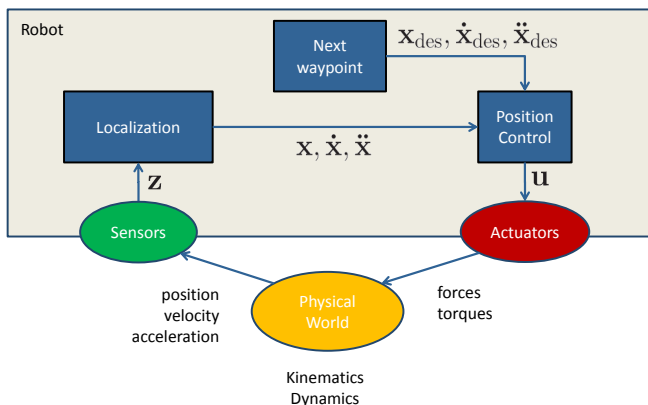 Robot
Next
waypoint
𝐱des, 𝐱̇des, 𝐱̈des
Localization
𝐱, 𝐱̇, 𝐱̈
Position
Control
𝐳
𝐮
Sensors
Actuators
position
velocity
acceleration
Physical
World
forces
torques
Kinematics
Dynamics